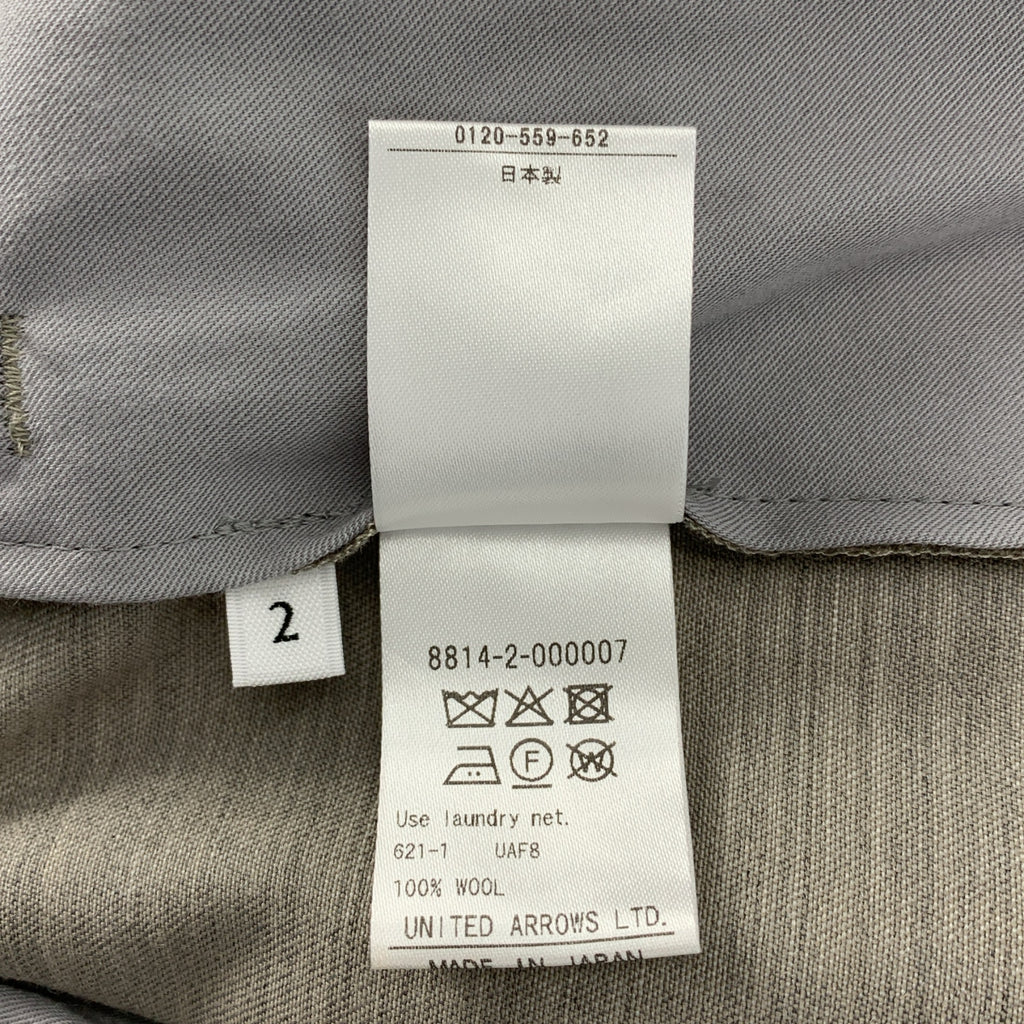 0120-559-652
日本製
2
8814-2-000007
F
W
Use laundry net.
621-1 UAF8
100% WOOL
UNITED ARROWS LTD.
MADE IN JAPAN